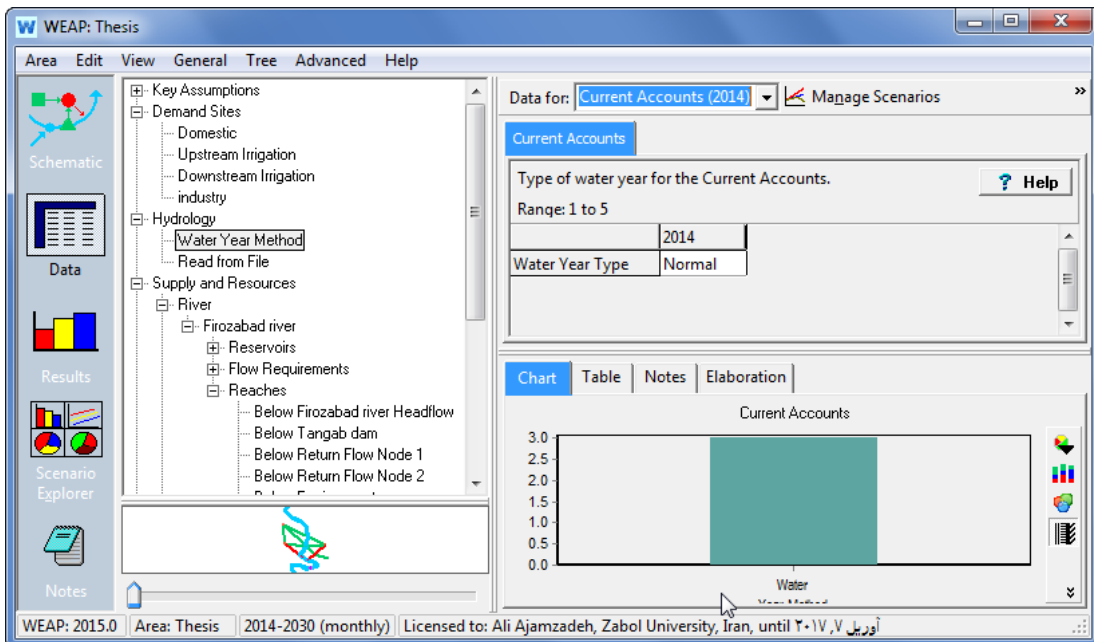 WEAP: Thesis
Area Edit View General Tree Advanced Help
Schematic
Data
Results
Scenario
Explorer
Notes
Key Assumptions
Demand Sites
Domestic
Upstream Irrigation
Downstream Irrigation
industry
Hydrology
Water Year Method
Read from File
Supply and Resources
River
Firozabad river
Reservoirs
Flow Requirements
Reaches
Below Firozabad river Headflow
Below Tangab dam
Below Return Flow Node 1
Below Return Flow Node 2
Data for: Current Accounts (2014) Manage Scenarios »
Current Accounts
Type of water year for the Current Accounts.
? Help
Range: 1 to 5
2014
Water Year Type Normal
Chart Table Notes Elaboration
Current Accounts
3.0
2.5
2.0
1.5
1.0
0.5
0.0
Water
Year Method
WEAP: 2015.0 Area: Thesis 2014-2030 (monthly) Licensed to: Ali Ajamzadeh, Zabol University, Iran, until آوریل ۷, ۲۰۱۷